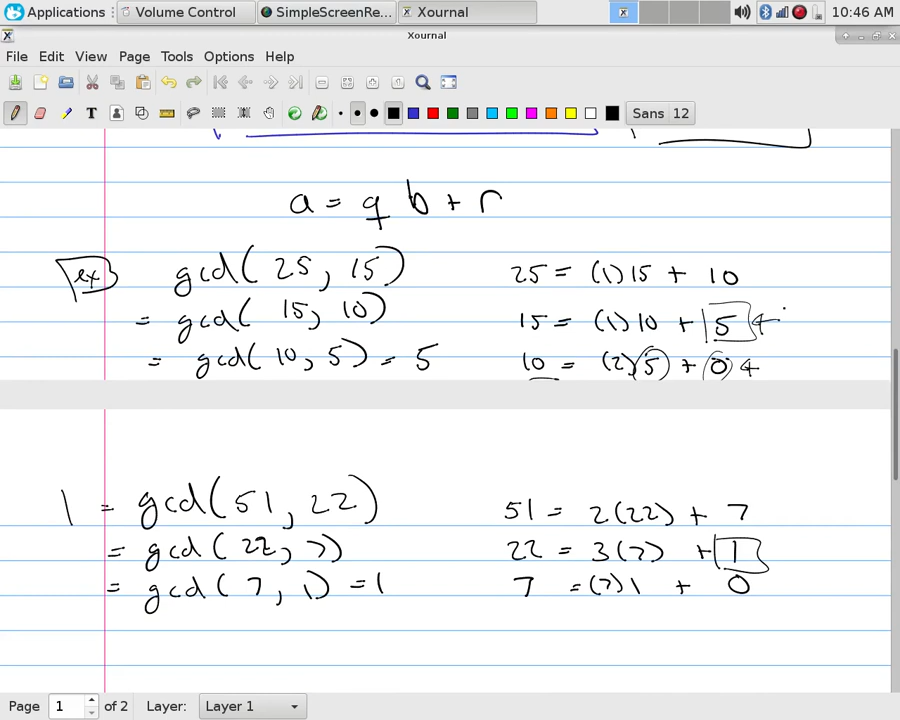 Applications Volume Control SimpleScreenRe... Xournal 10:46 AM
Xournal
File Edit View Page Tools Options Help
Sans 12
a = q b + r
ex gcd( 25, 15) 25 = (1) 15 + 10
= gcd( 15, 10) 15 = (1) 10 + 5
= gcd( 10, 5) = 5 10 = (2) 5 + 0
1 = gcd( 51, 22) 51 = 2(22) + 7
= gcd( 22, 7) 22 = 3(7) + 1
= gcd( 7, 1) = 1 7 = (7) 1 + 0
Page 1 of 2 Layer: Layer 1